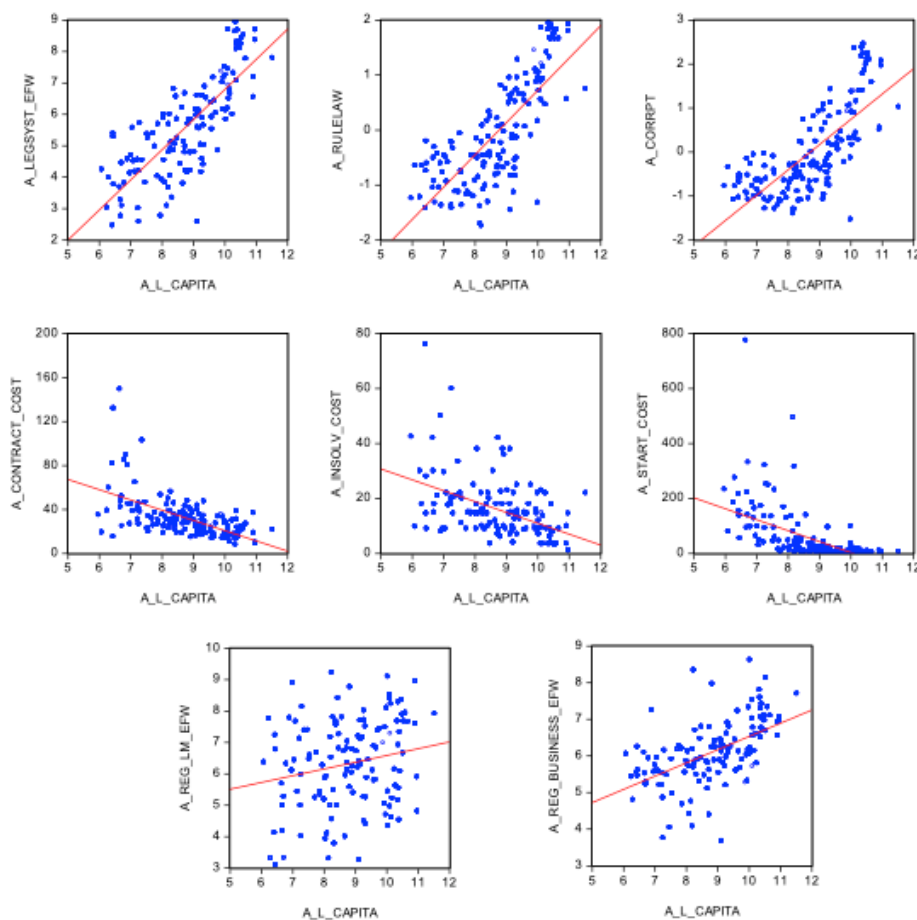 9 8 7 6 5 4 3 2
A_LEGSYST_EFW
5 6 7 8 9 10 11 12
A_L_CAPITA
2 1 0 -1 -2
A_RULELAW
5 6 7 8 9 10 11 12
A_L_CAPITA
3 2 1 0 -1 -2
A_CORRPT
5 6 7 8 9 10 11 12
A_L_CAPITA
200 160 120 80 40 0
A_CONTRACT_COST
5 6 7 8 9 10 11 12
A_L_CAPITA
80 60 40 20 0
A_INSOLV_COST
5 6 7 8 9 10 11 12
A_L_CAPITA
800 600 400 200 0
A_START_COST
5 6 7 8 9 10 11 12
A_L_CAPITA
10 9 8 7 6 5 4 3
A_REG_LM_EFW
5 6 7 8 9 10 11 12
A_L_CAPITA
9 8 7 6 5 4 3
A_REG_BUSINESS_EFW
5 6 7 8 9 10 11 12
A_L_CAPITA